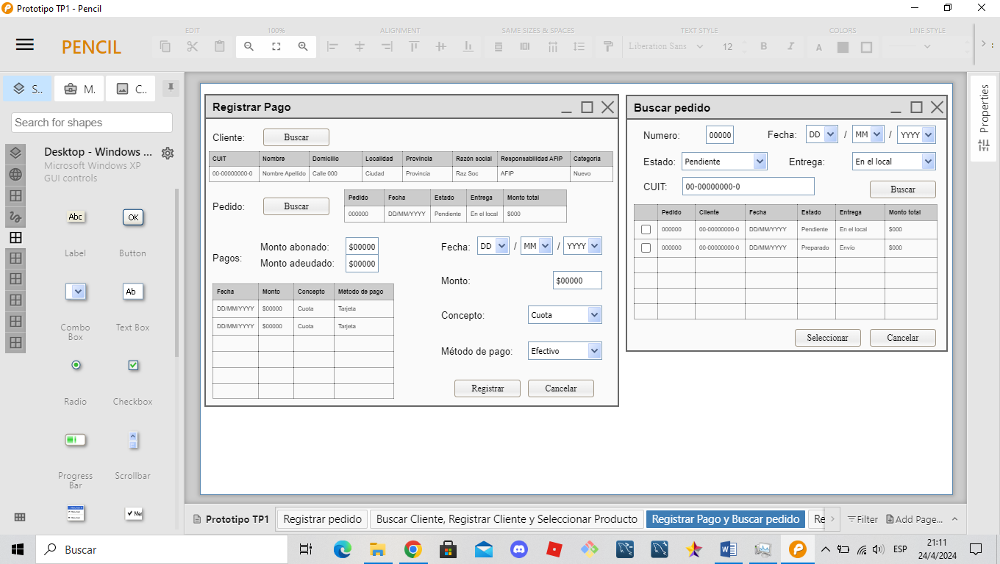 Prototipo TP1 - Pencil
PENCIL
EDIT
100%
ALIGNMENT
SAME SIZES & SPACES
TEXT STYLE
COLORS
LINE STYLE
Liberation Sans
12
B
I
A
S..
M.
C..
Search for shapes
Desktop - Windows ...
Microsoft Windows XP
GUI controls
Abc
OK
Label
Button
Ab
Combo
Box
Text Box
Radio
Checkbox
Progress
Bar
Scrollbar
Registrar Pago
Cliente:
Buscar
CUIT Nombre Domicilio Localidad Provincia Razón social Responsabilidad AFIP Categoría
00-00000000-0 Nombre Apellido Calle 000 Ciudad Provincia Raz Soc AFIP Nuevo
Pedido:
Buscar
Pedido Fecha Estado Entrega Monto total
000000 DD/MM/YYYY Pendiente En el local $000
Pagos:
Monto abonado: $00000
Monto adeudado: $00000
Fecha Monto Concepto Método de pago
DD/MM/YYYY $00000 Cuota Tarjeta
DD/MM/YYYY $00000 Cuota Tarjeta
Fecha: DD / MM / YYYY
Monto: $00000
Concepto: Cuota
Método de pago: Efectivo
Registrar
Cancelar
Buscar pedido
Numero: 00000
Fecha: DD / MM / YYYY
Estado: Pendiente
Entrega: En el local
CUIT: 00-00000000-0
Buscar
Pedido Cliente Fecha Estado Entrega Monto total
000000 00-00000000-0 DD/MM/YYYY Pendiente En el local $000
000000 00-00000000-0 DD/MM/YYYY Preparado Envío $000
Seleccionar
Cancelar
Properties
Prototipo TP1
Registrar pedido
Buscar Cliente, Registrar Cliente y Seleccionar Producto
Registrar Pago y Buscar pedido
Re
Filter
Add Page...
Buscar
ESP
21:11
24/4/2024